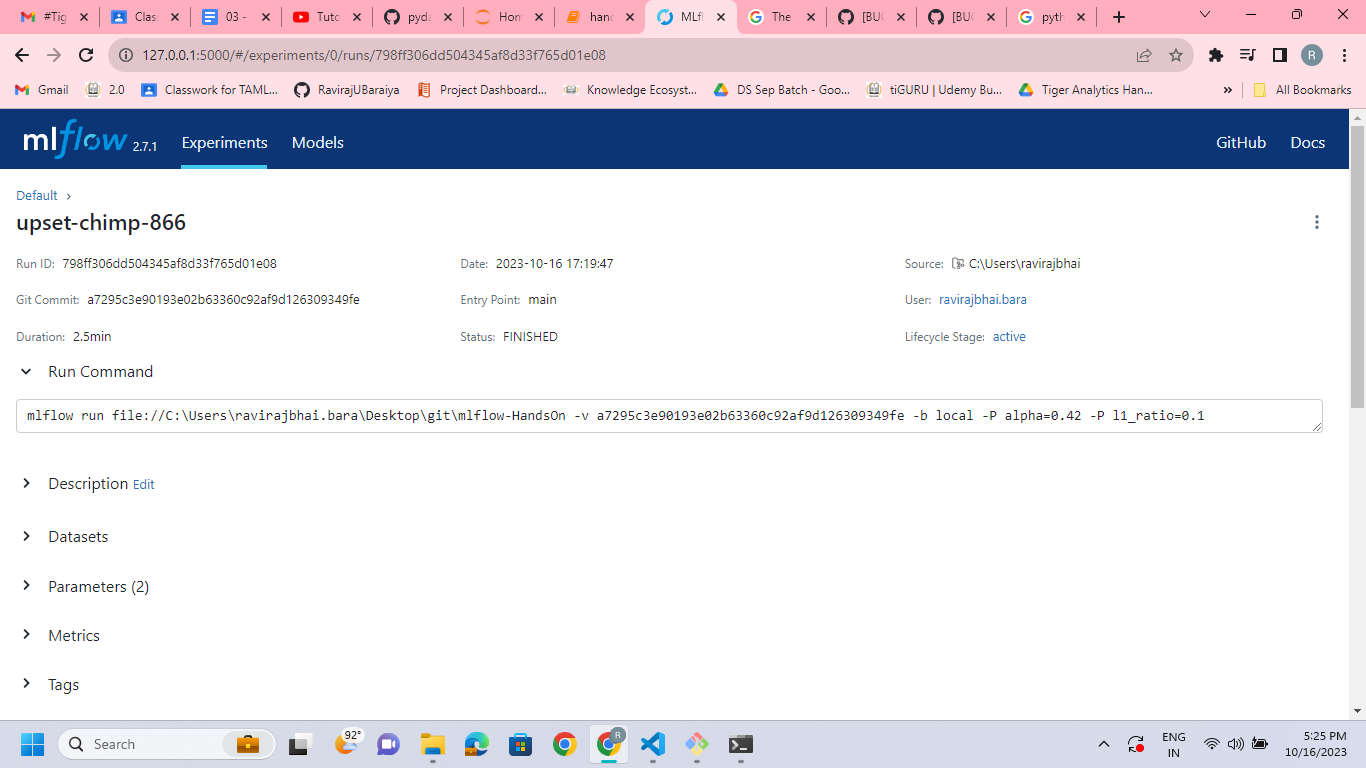 #Tig
Clas
03 -
Tuto
pyda
Hom
hand
MLfl
The
[BUG
[BUG
pyth
127.0.0.1:5000/#/experiments/0/runs/798ff306dd504345af8d33f765d01e08
R
Gmail
2.0
Classwork for TAML...
RavirajUBaraiya
Project Dashboard...
Knowledge Ecosyst...
DS Sep Batch - Goo...
tiGURU | Udemy Bu...
Tiger Analytics Han...
»
All Bookmarks
mlflow 2.7.1
Experiments
Models
GitHub
Docs
Default
upset-chimp-866
Run ID: 798ff306dd504345af8d33f765d01e08
Date: 2023-10-16 17:19:47
Source: C:\Users\ravirajbhai
Git Commit: a7295c3e90193e02b63360c92af9d126309349fe
Entry Point: main
User: ravirajbhai.bara
Duration: 2.5min
Status: FINISHED
Lifecycle Stage: active
Run Command
mlflow run file://C:\Users\ravirajbhai.bara\Desktop\git\mlflow-HandsOn -v a7295c3e90193e02b63360c92af9d126309349fe -b local -P alpha=0.42 -P l1_ratio=0.1
Description Edit
Datasets
Parameters (2)
Metrics
Tags
Search
92°
R
ENG
IN
5:25 PM
10/16/2023